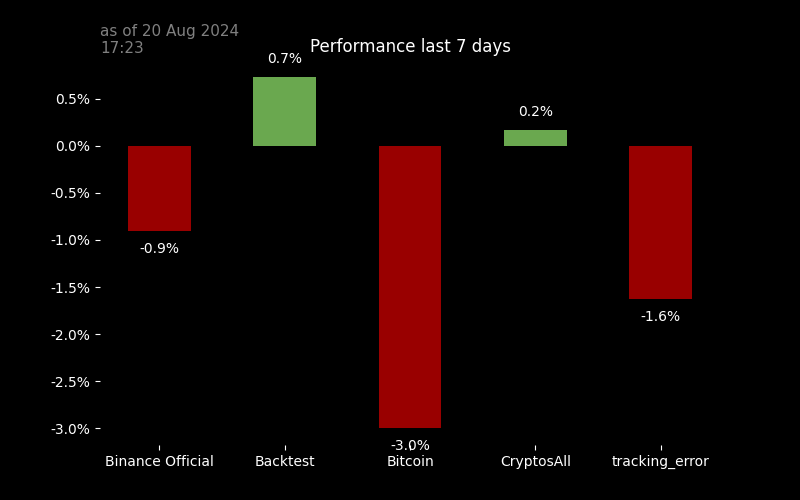 as of 20 Aug 2024
17:23
Performance last 7 days
0.7%
0.5%
0.2%
0.0%
-0.5%
-0.9%
-1.0%
-1.5%
-1.6%
-2.0%
-2.5%
-3.0%
-3.0%
Binance Official
Backtest
Bitcoin
CryptosAll
tracking_error